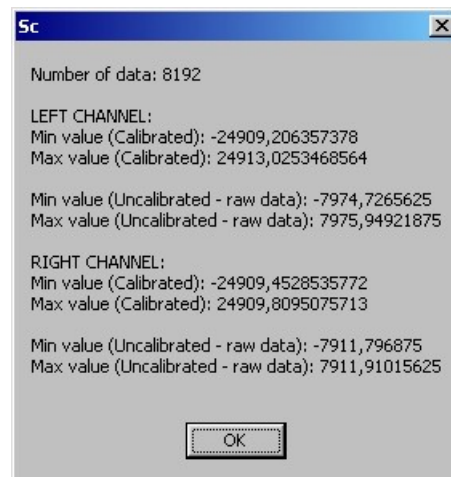 Sc
Number of data: 8192
LEFT CHANNEL:
Min value (Calibrated): -24909,206357378
Max value (Calibrated): 24913,0253468564
Min value (Uncalibrated - raw data): -7974,7265625
Max value (Uncalibrated - raw data): 7975,94921875
RIGHT CHANNEL:
Min value (Calibrated): -24909,4528535772
Max value (Calibrated): 24909,8095075713
Min value (Uncalibrated - raw data): -7911,796875
Max value (Uncalibrated - raw data): 7911,91015625
OK